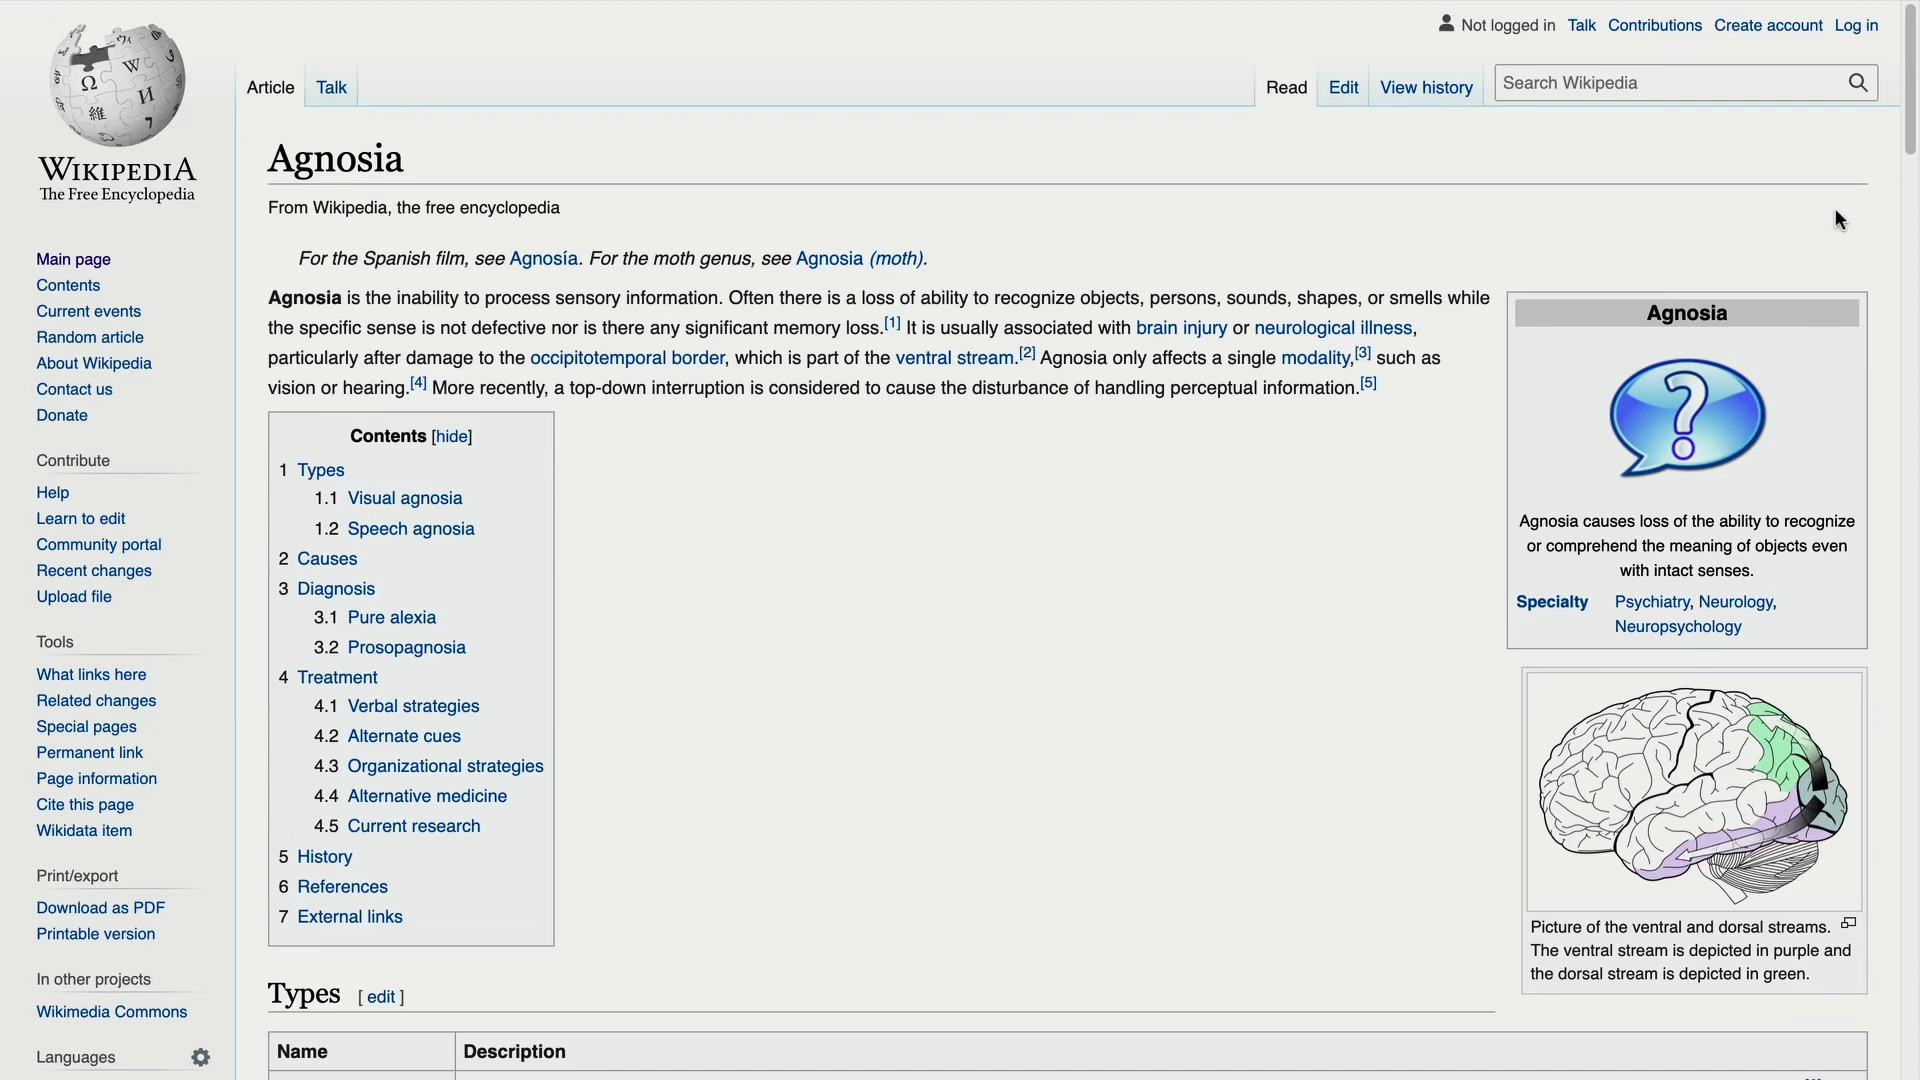 Not logged in Talk Contributions Create account Log in
Article Talk Read Edit View history Search Wikipedia
WIKIPEDIA
The Free Encyclopedia
Main page
Contents
Current events
Random article
About Wikipedia
Contact us
Donate
Contribute
Help
Learn to edit
Community portal
Recent changes
Upload file
Tools
What links here
Related changes
Special pages
Permanent link
Page information
Cite this page
Wikidata item
Print/export
Download as PDF
Printable version
In other projects
Wikimedia Commons
Languages
Agnosia
From Wikipedia, the free encyclopedia
For the Spanish film, see Agnosía. For the moth genus, see Agnosia (moth).
Agnosia is the inability to process sensory information. Often there is a loss of ability to recognize objects, persons, sounds, shapes, or smells while
the specific sense is not defective nor is there any significant memory loss.[1] It is usually associated with brain injury or neurological illness,
particularly after damage to the occipitotemporal border, which is part of the ventral stream.[2] Agnosia only affects a single modality,[3] such as
vision or hearing.[4] More recently, a top-down interruption is considered to cause the disturbance of handling perceptual information.[5]
Contents [hide]
1 Types
1.1 Visual agnosia
1.2 Speech agnosia
2 Causes
3 Diagnosis
3.1 Pure alexia
3.2 Prosopagnosia
4 Treatment
4.1 Verbal strategies
4.2 Alternate cues
4.3 Organizational strategies
4.4 Alternative medicine
4.5 Current research
5 History
6 References
7 External links
Agnosia
?
Agnosia causes loss of the ability to recognize
or comprehend the meaning of objects even
with intact senses.
Specialty Psychiatry, Neurology,
Neuropsychology
Picture of the ventral and dorsal streams.
The ventral stream is depicted in purple and
the dorsal stream is depicted in green.
Types [ edit ]
Name Description